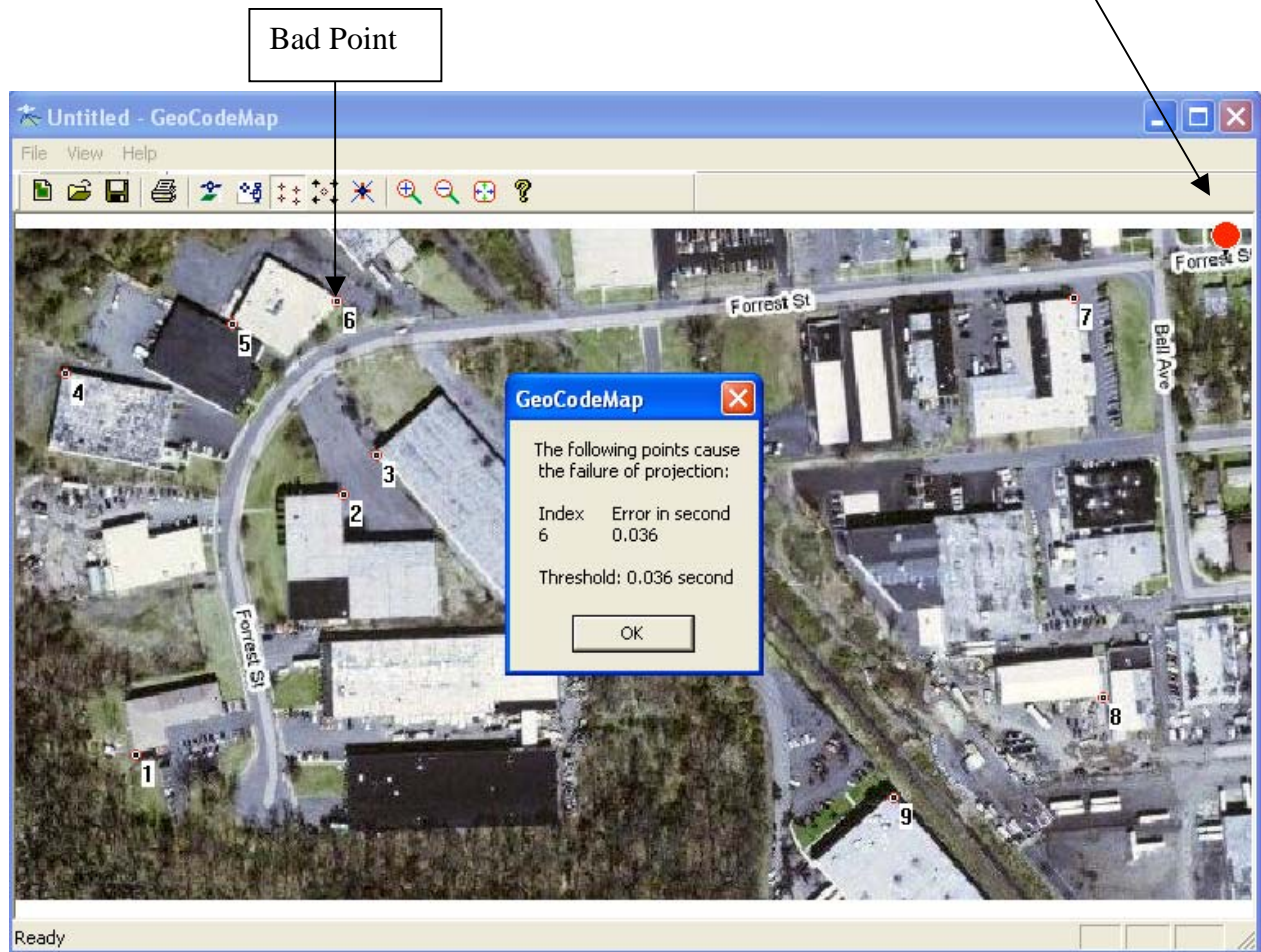 Bad Point
Untitled - GeoCodeMap
File View Help
Forrest S
Forrest St
6
7
5
Bell Ave
4
GeoCodeMap
The following points cause
the failure of projection:
3
2
Index Error in second
6 0.036
Threshold: 0.036 second
OK
Forrest St
8
1
9
Ready